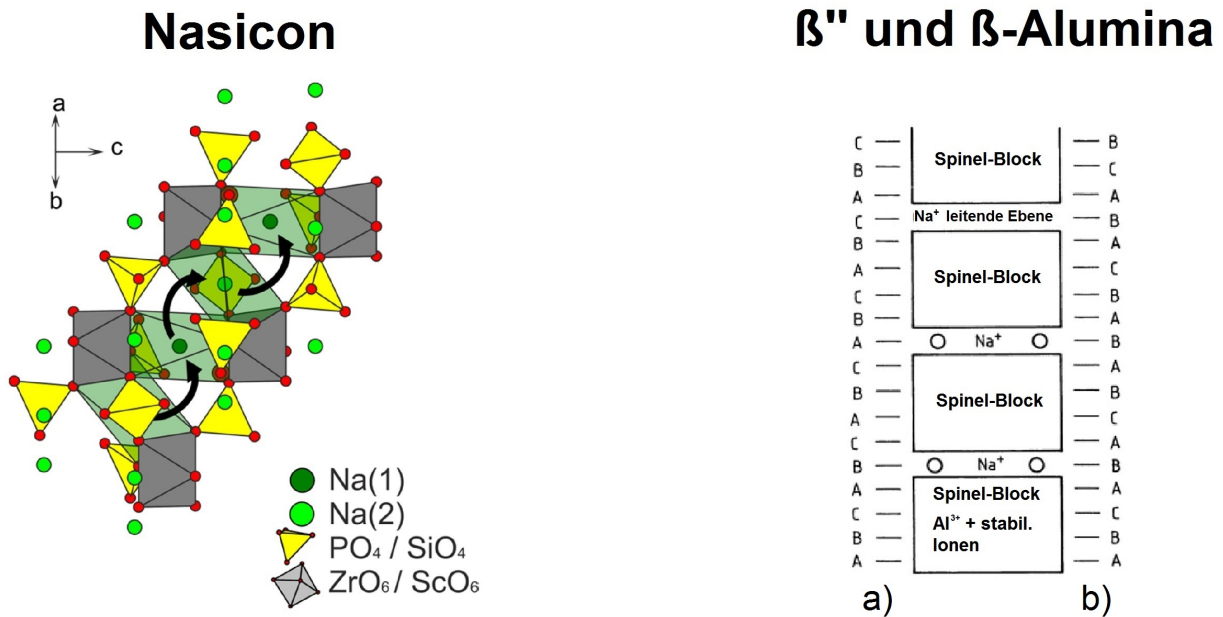 Nasicon
ß" und ß-Alumina
a
c
b
Na(1)
Na(2)
PO₄ / SiO₄
ZrO₆ / ScO₆
C Spinel-Block B
B C
A A
C Na⁺ leitende Ebene B
B A
A Spinel-Block C
C B
B A
A Na⁺ B
C A
B Spinel-Block B
A C
C A
B Na⁺ B
A Spinel-Block A
C Al³⁺ + stabil. C
B Ionen B
A A
a) b)